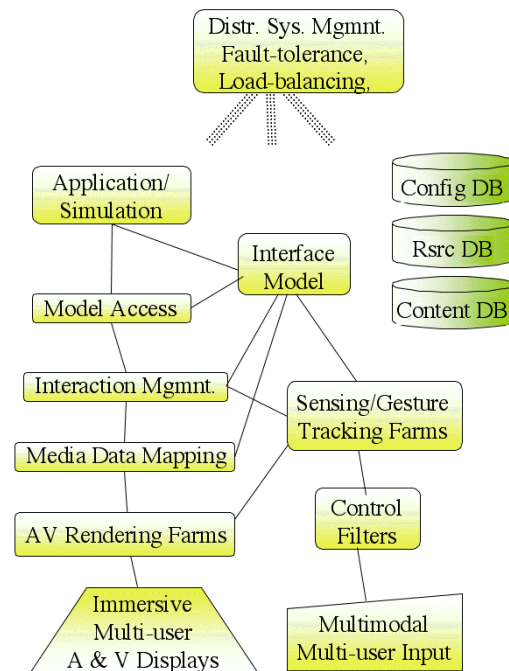 Distr. Sys. Mgmnt.
Fault-tolerance,
Load-balancing,
Application/
Simulation
Config DB
Rsrc DB
Content DB
Interface
Model
Model Access
Interaction Mgmnt.
Sensing/Gesture
Tracking Farms
Media Data Mapping
Control
Filters
AV Rendering Farms
Immersive
Multi-user
A & V Displays
Multimodal
Multi-user Input